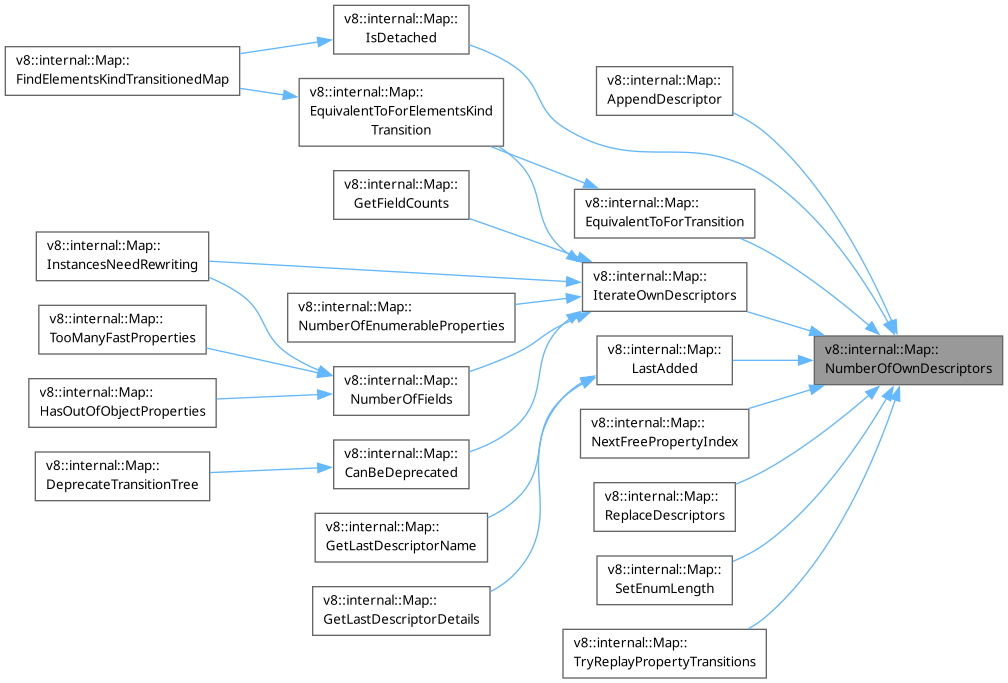 v8::internal::Map::
IsDetached
v8::internal::Map::
FindElementsKindTransitionedMap
v8::internal::Map::
AppendDescriptor
v8::internal::Map::
EquivalentToForElementsKind
Transition
v8::internal::Map::
GetFieldCounts
v8::internal::Map::
EquivalentToForTransition
v8::internal::Map::
InstancesNeedRewriting
v8::internal::Map::
IterateOwnDescriptors
v8::internal::Map::
NumberOfEnumerableProperties
v8::internal::Map::
TooManyFastProperties
v8::internal::Map::
LastAdded
v8::internal::Map::
NumberOfOwnDescriptors
v8::internal::Map::
NumberOfFields
v8::internal::Map::
HasOutOfObjectProperties
v8::internal::Map::
NextFreePropertyIndex
v8::internal::Map::
CanBeDeprecated
v8::internal::Map::
DeprecateTransitionTree
v8::internal::Map::
ReplaceDescriptors
v8::internal::Map::
GetLastDescriptorName
v8::internal::Map::
SetEnumLength
v8::internal::Map::
GetLastDescriptorDetails
v8::internal::Map::
TryReplayPropertyTransitions